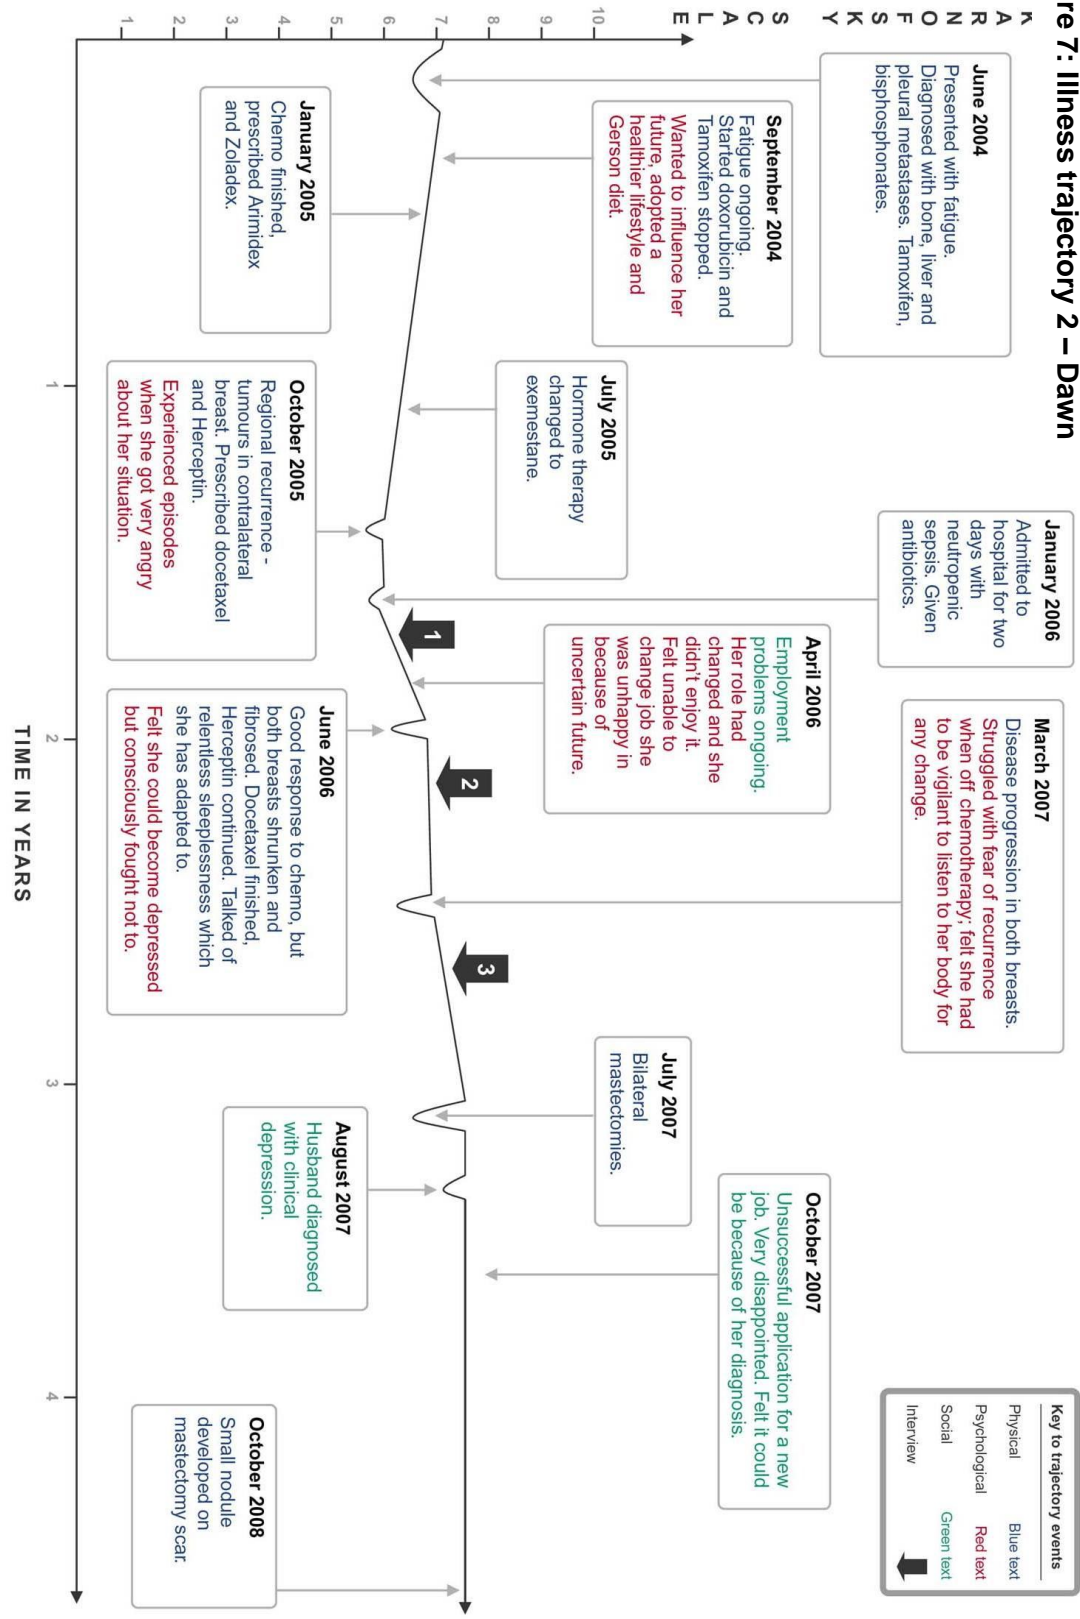 re 7: Illness trajectory 2 – Dawn
K
A
R
N
O
F
S
K
Y
S
C
A
L
E
10
9
8
7
6
5
4
3
2
1
June 2004
Presented with fatigue.
Diagnosed with bone, liver and
pleural metastases. Tamoxifen,
bisphosphonates.
September 2004
Fatigue ongoing.
Started doxorubicin and
Tamoxifen stopped.
Wanted to influence her
future, adopted a
healthier lifestyle and
Gerson diet.
January 2005
Chemo finished,
prescribed Arimidex
and Zoladex.
July 2005
Hormone therapy
changed to
exemestane.
October 2005
Regional recurrence -
tumours in contralateral
breast. Prescribed docetaxel
and Herceptin.
Experienced episodes
when she got very angry
about her situation.
January 2006
Admitted to
hospital for two
days with
neutropenic
sepsis. Given
antibiotics.
1
April 2006
Employment
problems ongoing.
Her role had
changed and she
didn't enjoy it.
Felt unable to
change job she
was unhappy in
because of
uncertain future.
June 2006
Good response to chemo, but
both breasts shrunken and
fibrosed. Docetaxel finished,
Herceptin continued. Talked of
relentless sleeplessness which
she has adapted to.
Felt she could become depressed
but consciously fought not to.
2
March 2007
Disease progression in both breasts.
Struggled with fear of recurrence
when off chemotherapy; felt she had
to be vigilant to listen to her body for
any change.
3
July 2007
Bilateral
mastectomies.
August 2007
Husband diagnosed
with clinical
depression.
October 2007
Unsuccessful application for a new
job. Very disappointed. Felt it could
be because of her diagnosis.
October 2008
Small nodule
developed on
mastectomy scar.
Key to trajectory events
Physical Blue text
Psychological Red text
Social Green text
Interview
1
2
3
4
TIME IN YEARS